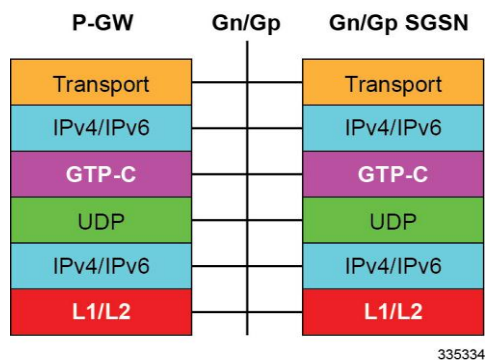 P-GW Gn/Gp Gn/Gp SGSN
Transport Transport
IPv4/IPv6 IPv4/IPv6
GTP-C GTP-C
UDP UDP
IPv4/IPv6 IPv4/IPv6
L1/L2 L1/L2
335334